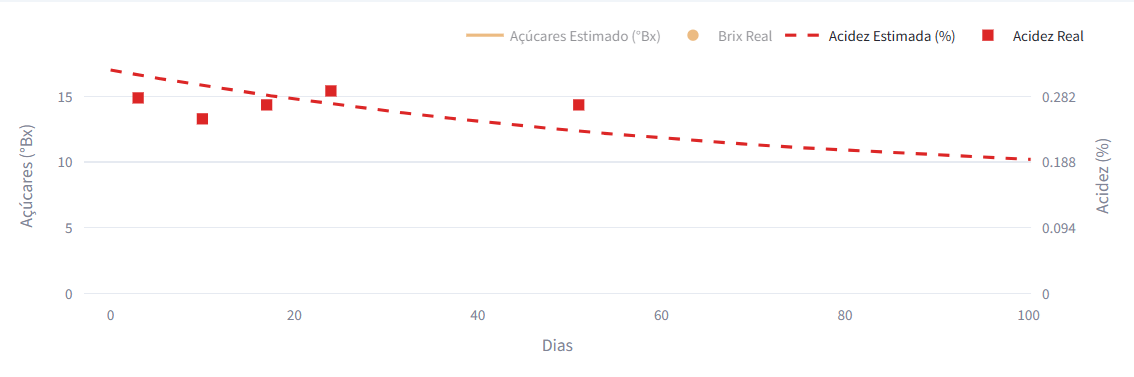 Açúcares Estimado (°Bx) Brix Real Acidez Estimada (%) Acidez Real
Açúcares (°Bx)
15
10
5
0
0.282
0.188
0.094
0
Acidez (%)
0 20 40 60 80 100
Dias